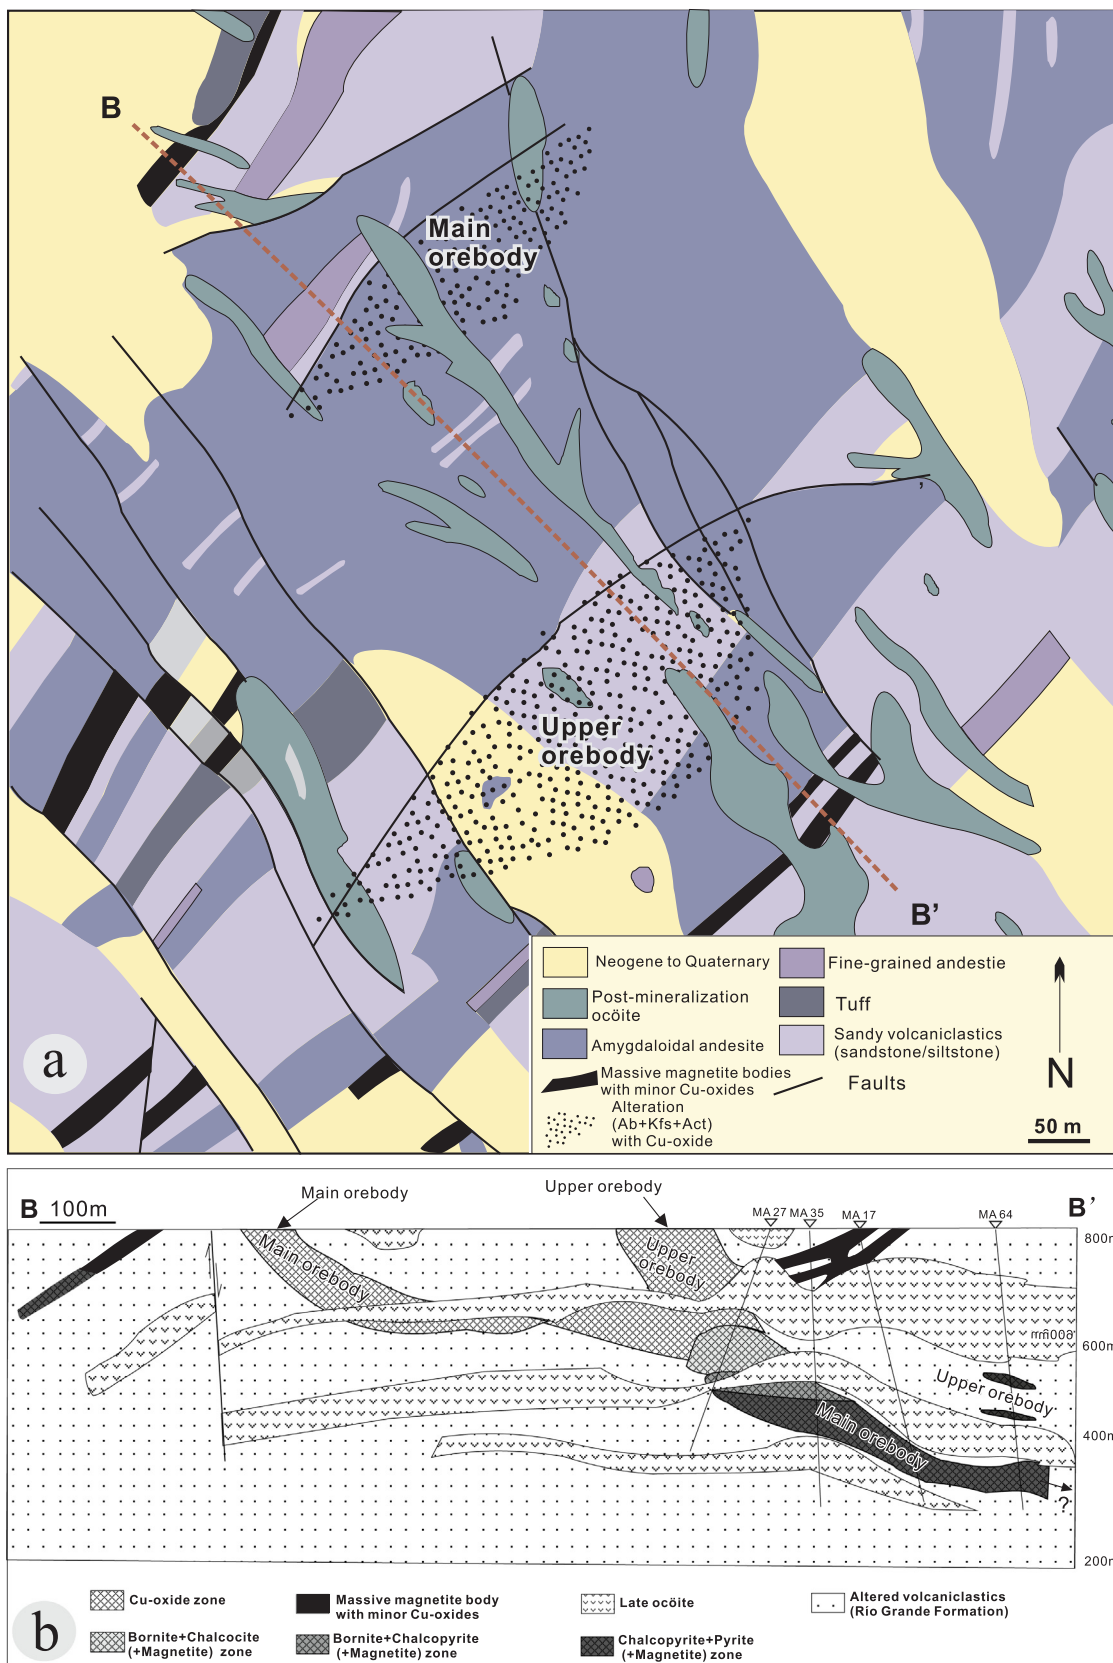 B
Main
orebody
Upper
orebody
B’
,
Neogene to Quaternary
Post-mineralization
ocöite
Amygdaloidal andesite
Massive magnetite bodies
with minor Cu-oxides
Alteration
(Ab+Kfs+Act)
with Cu-oxide
Fine-grained andestie
Tuff
Sandy volcaniclastics
(sandstone/siltstone)
Faults
N
50 m
a
B 100m
Main orebody
Upper orebody
MA 27 MA 35 MA 17 MA 64
B’
800m
Main orebody
Upper
orebody
600m
Upper orebody
Main orebody
400m
?
200m
Cu-oxide zone
Bornite+Chalcocite
(+Magnetite) zone
Massive magnetite body
with minor Cu-oxides
Bornite+Chalcopyrite
(+Magnetite) zone
Late ocöite
Chalcopyrite+Pyrite
(+Magnetite) zone
Altered volcaniclastics
(Rio Grande Formation)
b